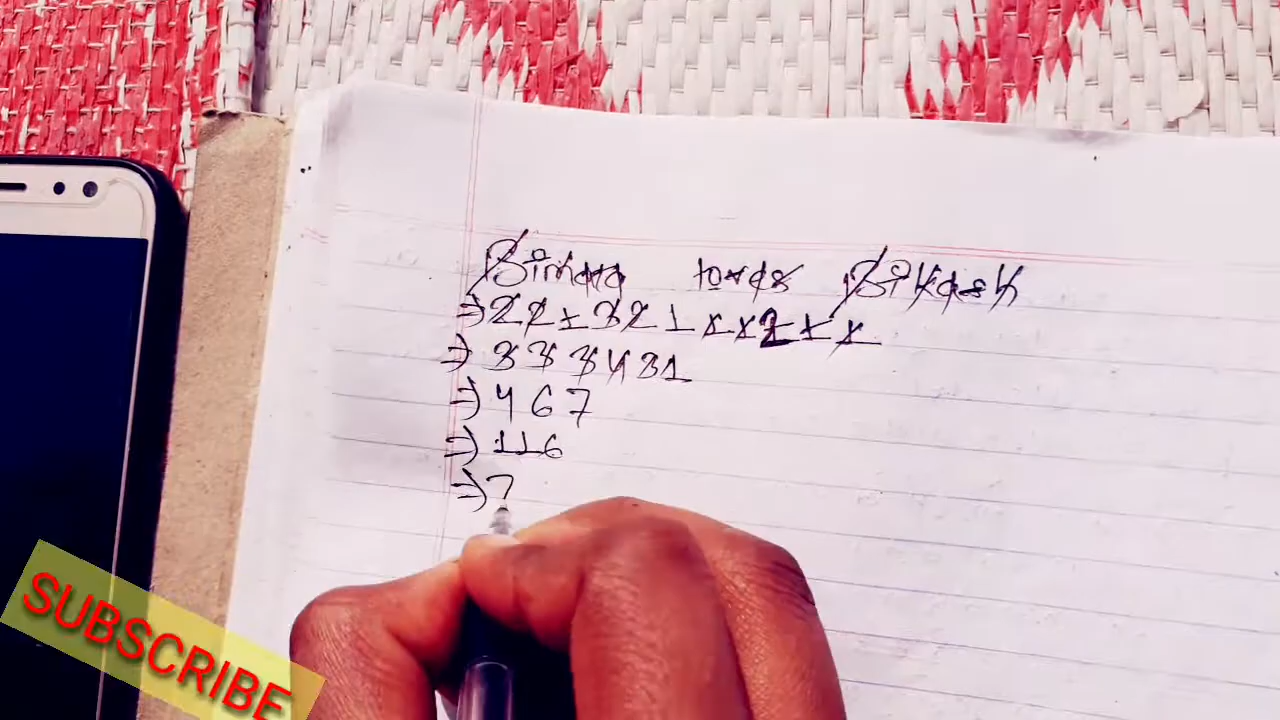 Bimala loves Bikash
⇒ 2 2 1 3 2 1 1 1 2 1 1
⇒ 3 3 3 4 3 1
⇒ 4 6 7
⇒ 1 1 6
⇒ 7
SUBSCRIBE